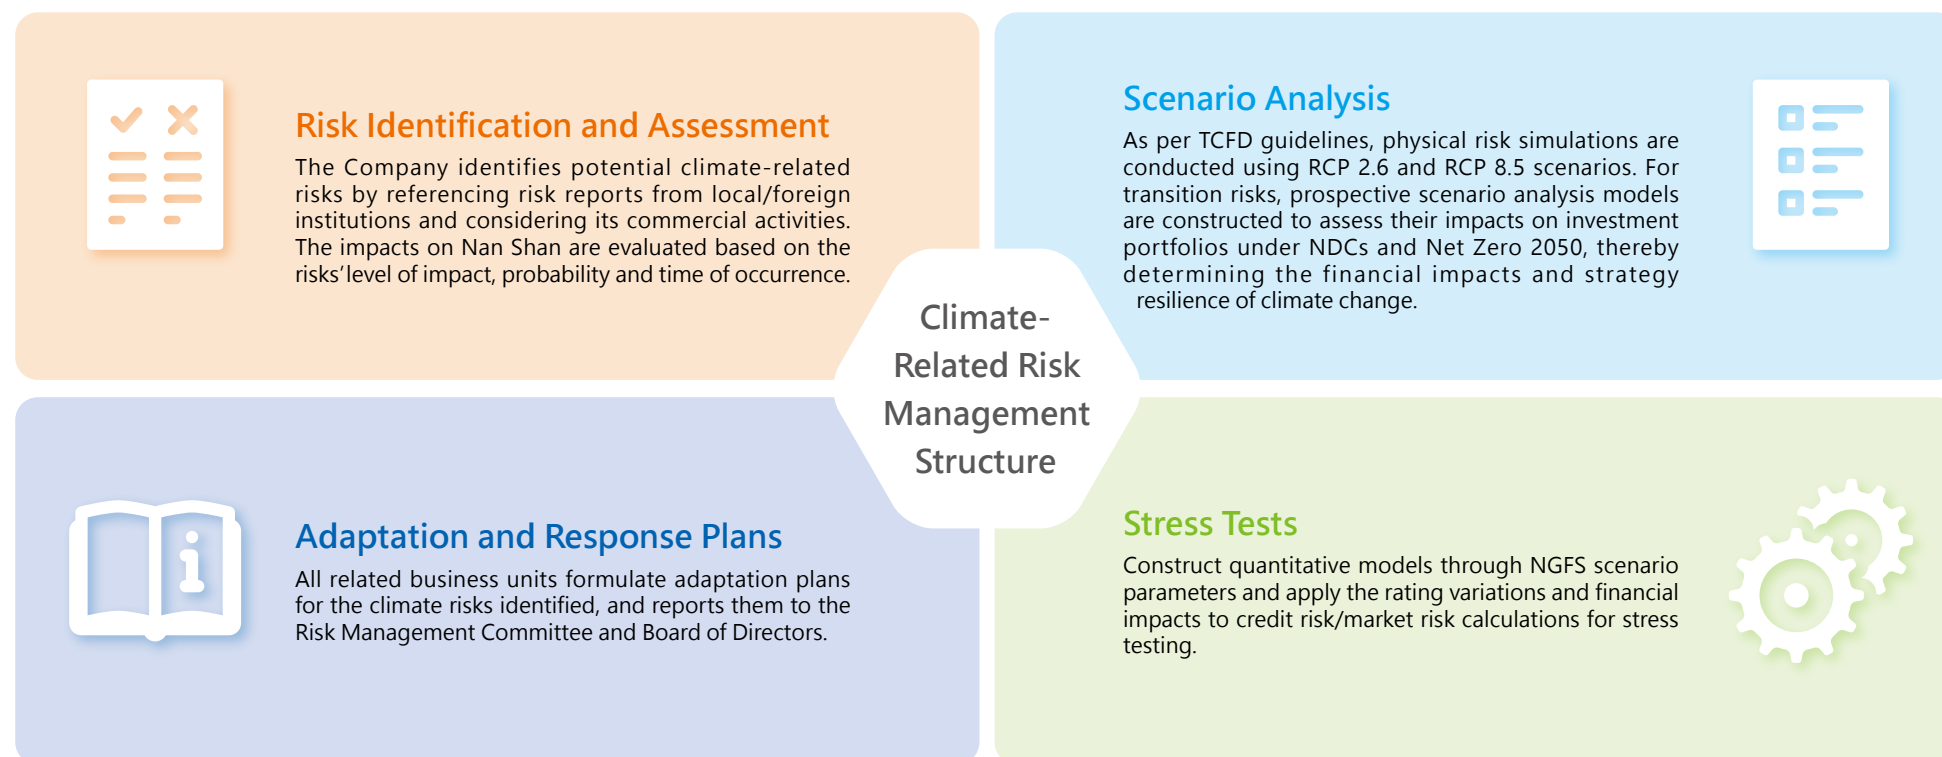 Risk Identification and Assessment
The Company identifies potential climate-related
risks by referencing risk reports from local/foreign
institutions and considering its commercial activities.
The impacts on Nan Shan are evaluated based on the
risks’ level of impact, probability and time of occurrence.
Scenario Analysis
As per TCFD guidelines, physical risk simulations are
conducted using RCP 2.6 and RCP 8.5 scenarios. For
transition risks, prospective scenario analysis models
are constructed to assess their impacts on investment
portfolios under NDCs and Net Zero 2050, thereby
determining the financial impacts and strategy
resilience of climate change.
Climate-
Related Risk
Management
Structure
Adaptation and Response Plans
All related business units formulate adaptation plans
for the climate risks identified, and reports them to the
Risk Management Committee and Board of Directors.
Stress Tests
Construct quantitative models through NGFS scenario
parameters and apply the rating variations and financial
impacts to credit risk/market risk calculations for stress
testing.